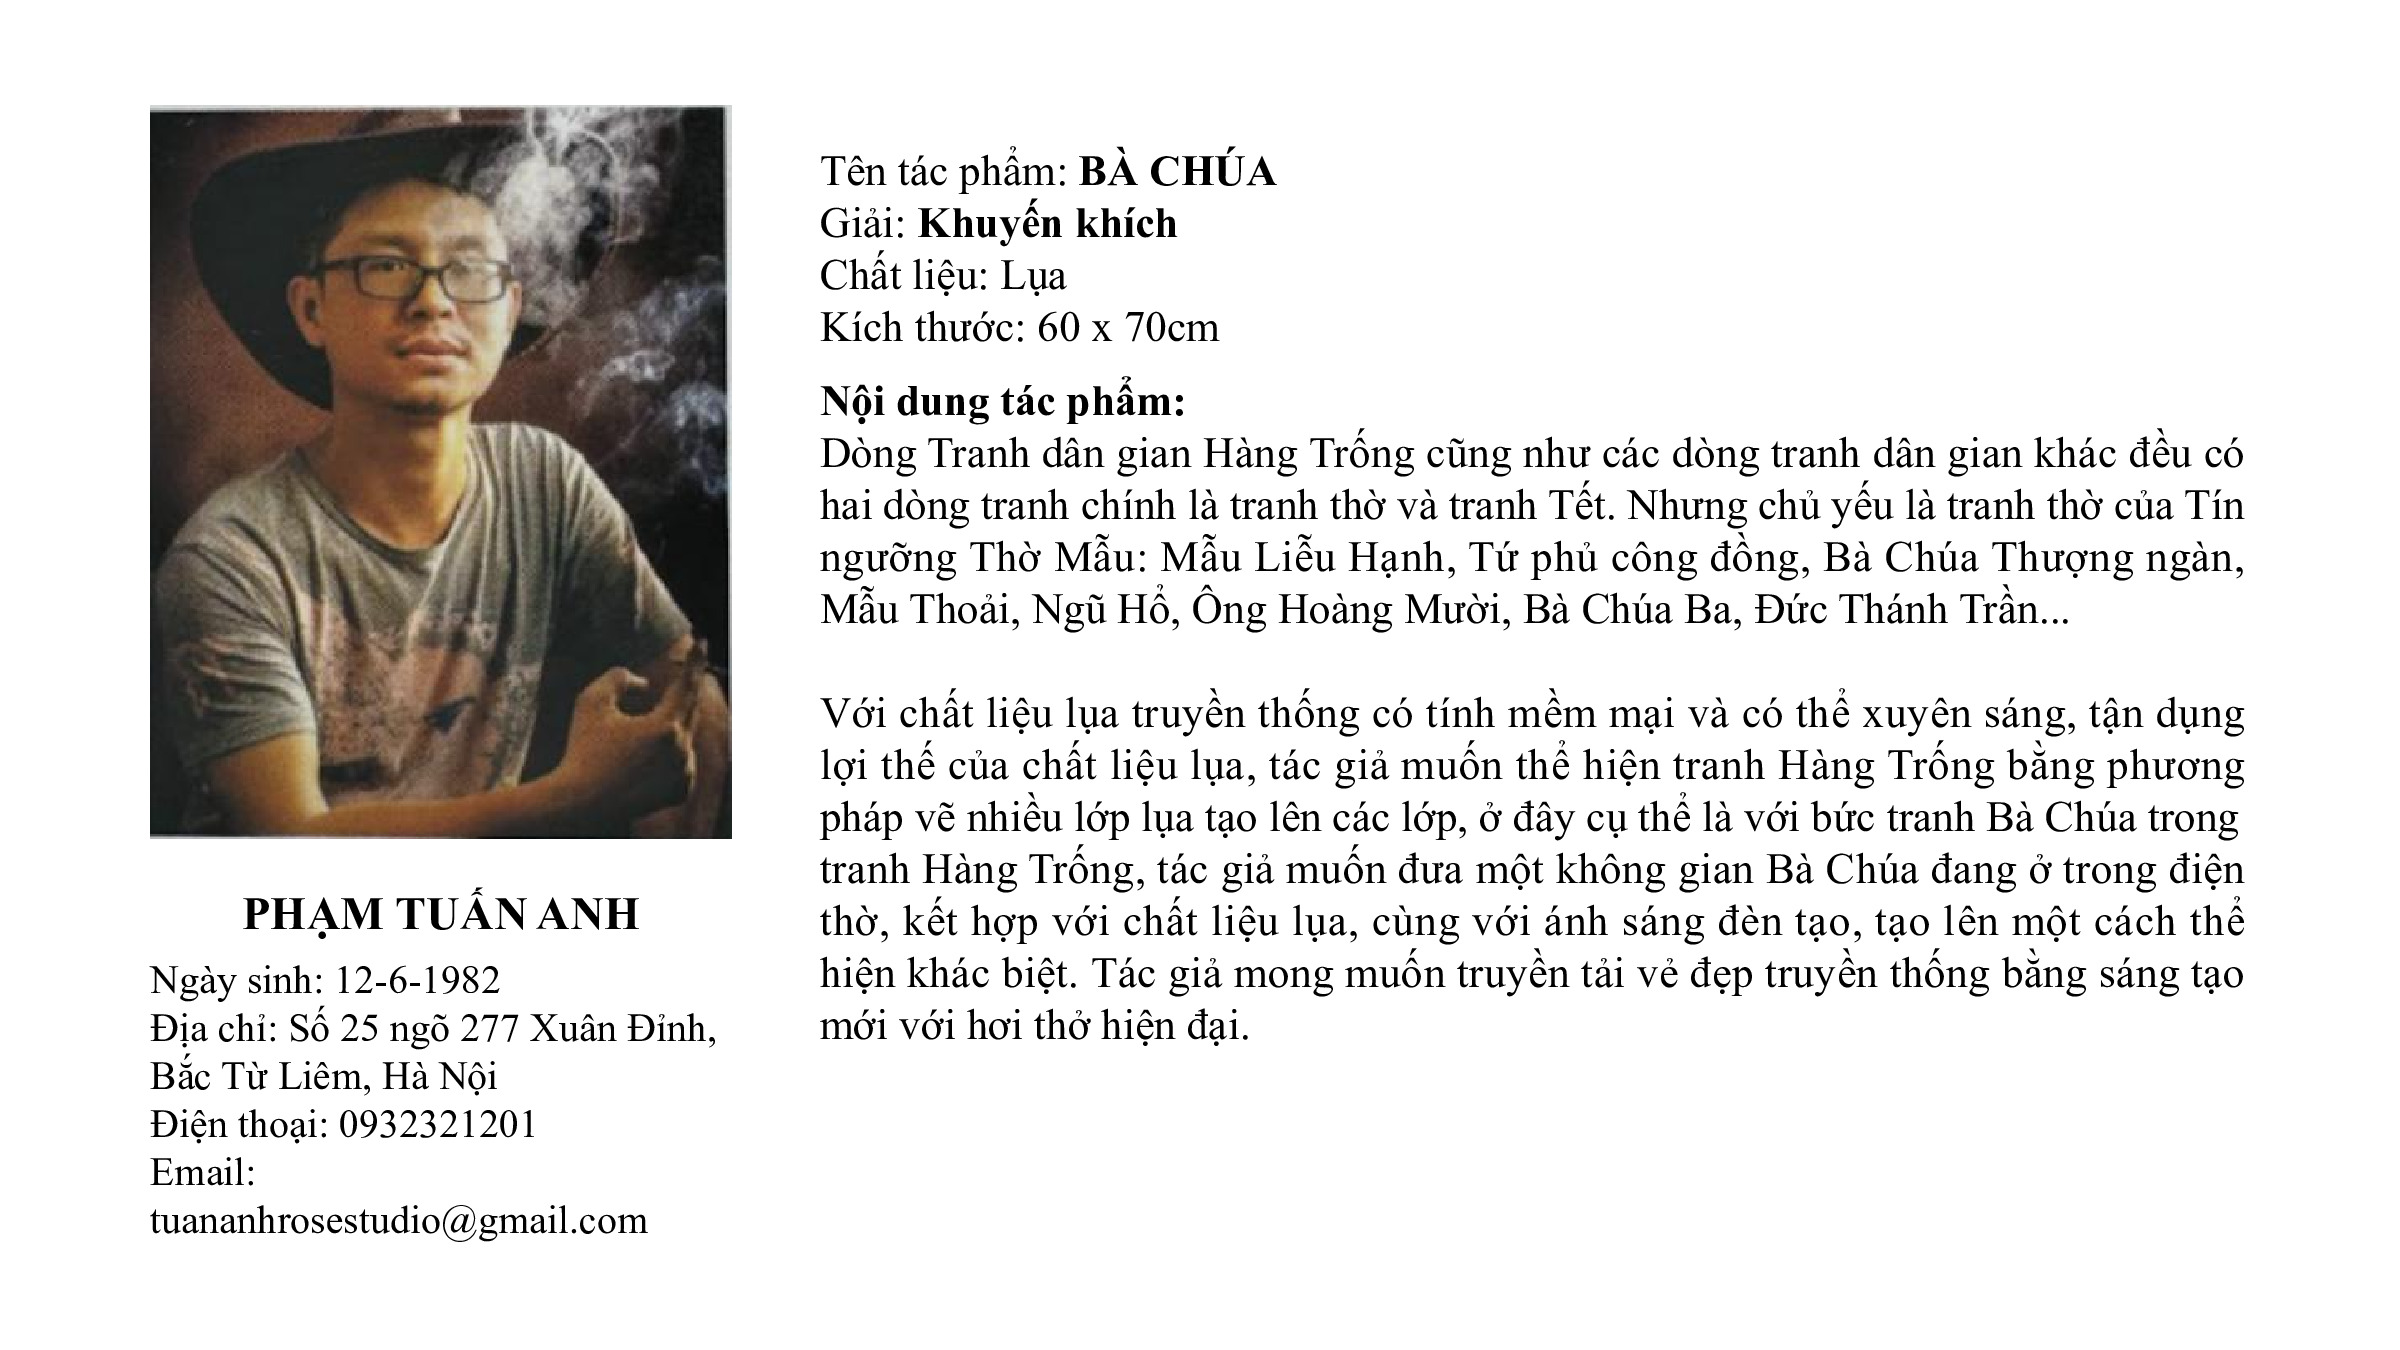 Tên tác phẩm: BÀ CHÚA
Giải: Khuyến khích
Chất liệu: Lụa
Kích thước: 60 x 70cm
Nội dung tác phẩm:
Dòng Tranh dân gian Hàng Trống cũng như các dòng tranh dân gian khác đều có
hai dòng tranh chính là tranh thờ và tranh Tết. Nhưng chủ yếu là tranh thờ của Tín
ngưỡng Thờ Mẫu: Mẫu Liễu Hạnh, Tứ phủ công đồng, Bà Chúa Thượng ngàn,
Mẫu Thoải, Ngũ Hổ, Ông Hoàng Mười, Bà Chúa Ba, Đức Thánh Trần...
Với chất liệu lụa truyền thống có tính mềm mại và có thể xuyên sáng, tận dụng
lợi thế của chất liệu lụa, tác giả muốn thể hiện tranh Hàng Trống bằng phương
pháp vẽ nhiều lớp lụa tạo lên các lớp, ở đây cụ thể là với bức tranh Bà Chúa trong
tranh Hàng Trống, tác giả muốn đưa một không gian Bà Chúa đang ở trong điện
thờ, kết hợp với chất liệu lụa, cùng với ánh sáng đèn tạo, tạo lên một cách thể
hiện khác biệt. Tác giả mong muốn truyền tải vẻ đẹp truyền thống bằng sáng tạo
mới với hơi thở hiện đại.
PHẠM TUẤN ANH
Ngày sinh: 12-6-1982
Địa chỉ: Số 25 ngõ 277 Xuân Đỉnh,
Bắc Từ Liêm, Hà Nội
Điện thoại: 0932321201
Email:
tuananhrosestudio@gmail.com